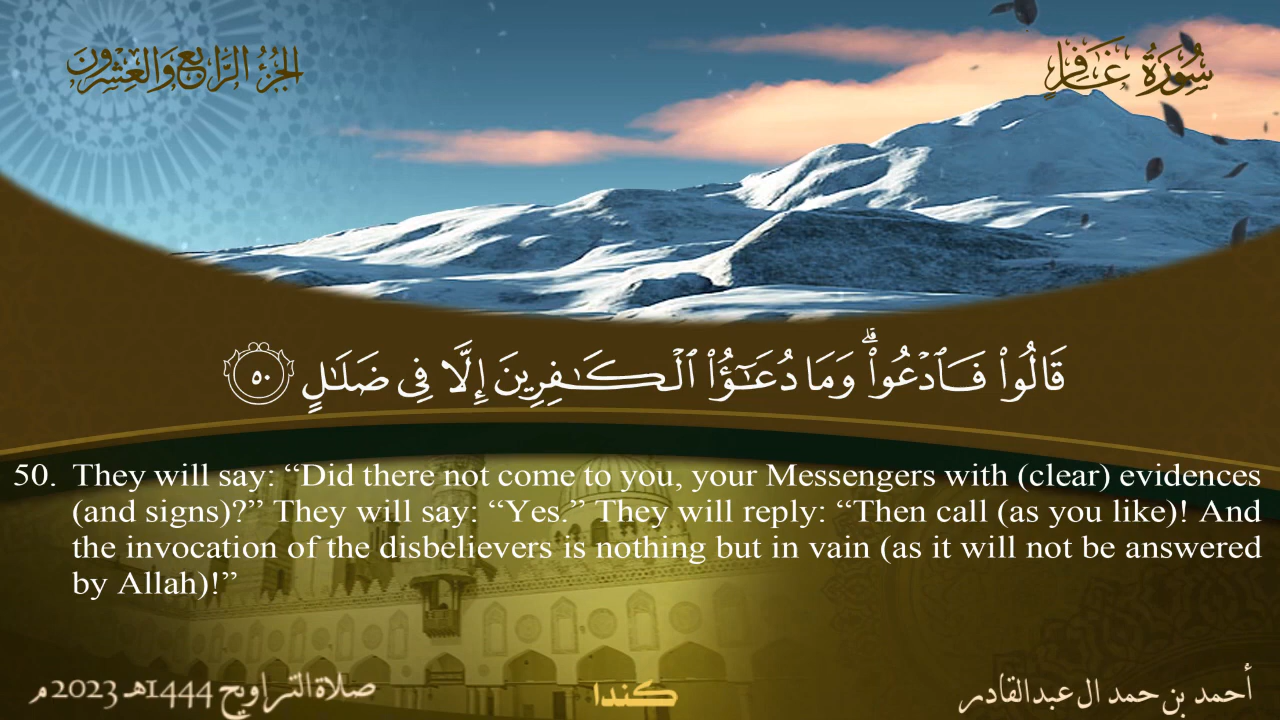 الجزء الرابع والعشرون
سورة غافر
قَالُوا۟ فَٱدْعُوا۟ ۗ وَمَا دُعَـٰٓؤُا۟ ٱلْكَـٰفِرِينَ إِلَّا فِى ضَلَـٰلٍ ٥٠
50. They will say: “Did there not come to you, your Messengers with (clear) evidences
(and signs)?” They will say: “Yes.” They will reply: “Then call (as you like)! And
the invocation of the disbelievers is nothing but in vain (as it will not be answered
by Allah)!”
صلاة التراويح 1444هـ 2023 م
كندا
أحمد بن حمد ال عبدالقادر